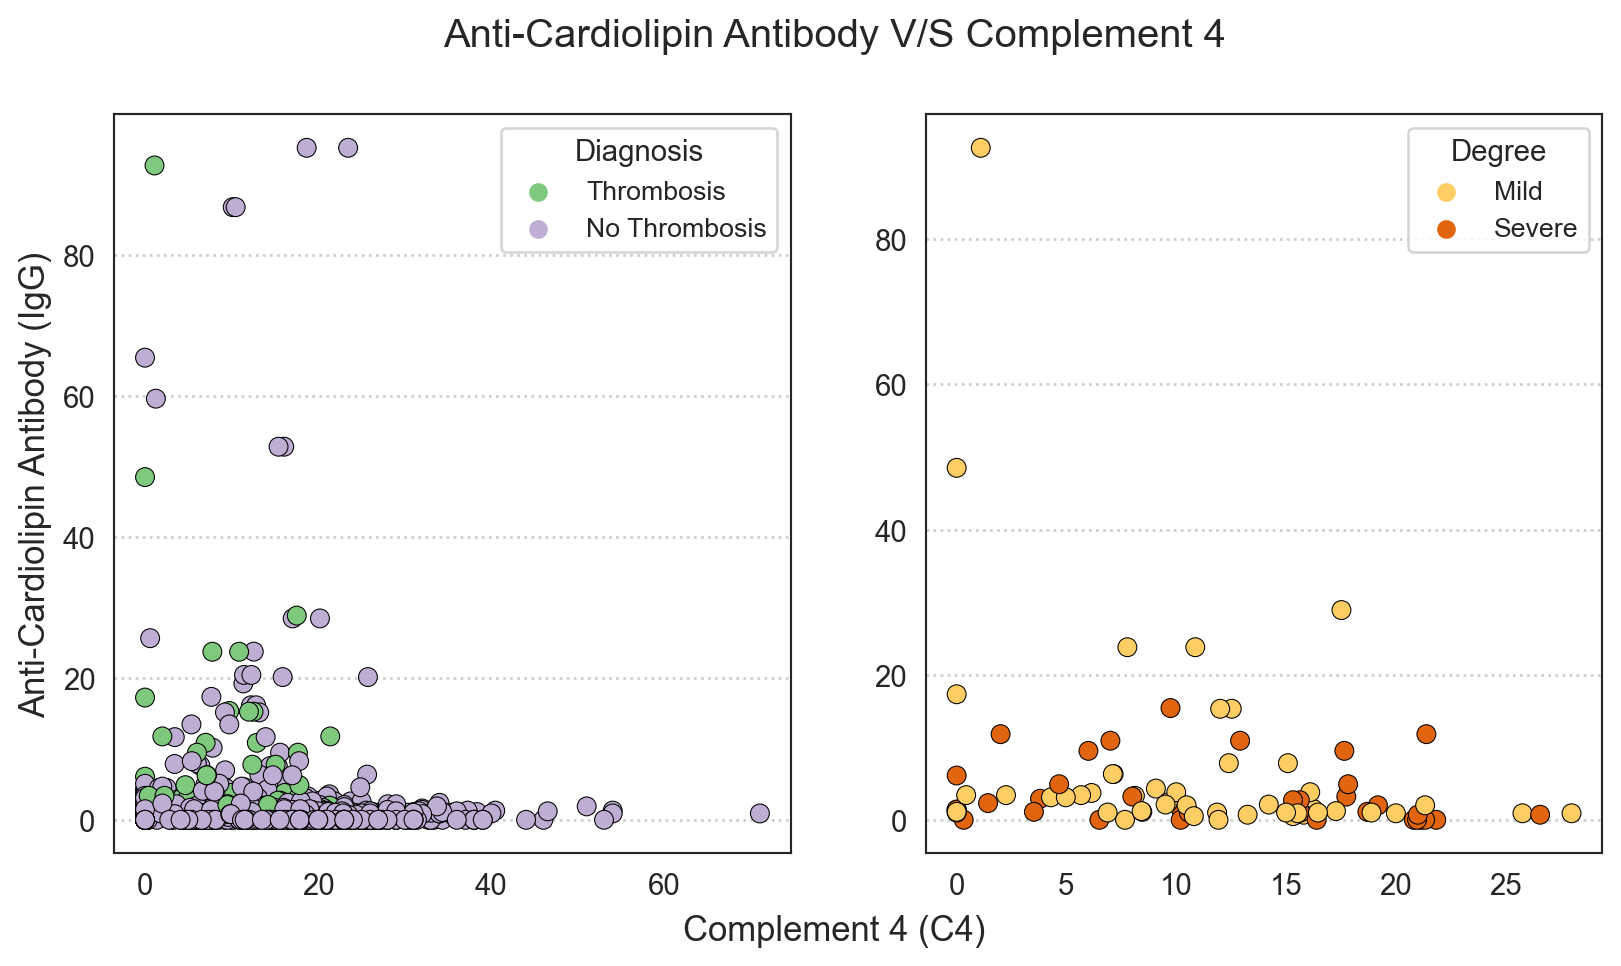 Anti-Cardiolipin Antibody V/S Complement 4
Anti-Cardiolipin Antibody (IgG)
80
60
40
20
0
0 20 40 60
Diagnosis
Thrombosis
No Thrombosis
80
60
40
20
0
0 5 10 15 20 25
Degree
Mild
Severe
Complement 4 (C4)